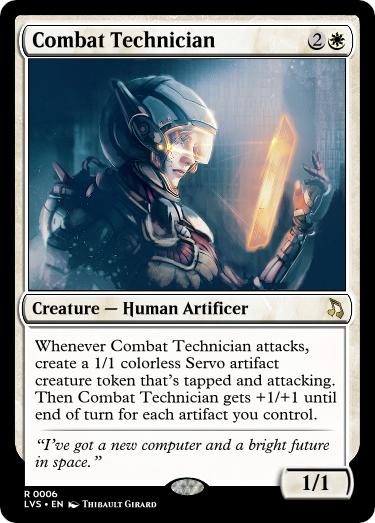 Combat Technician 2
Creature — Human Artificer
Whenever Combat Technician attacks,
create a 1/1 colorless Servo artifact
creature token that's tapped and attacking.
Then Combat Technician gets +1/+1 until
end of turn for each artifact you control.
“I've got a new computer and a bright future
in space.”
1/1
R 0006
LVS • EN Thibault Girard